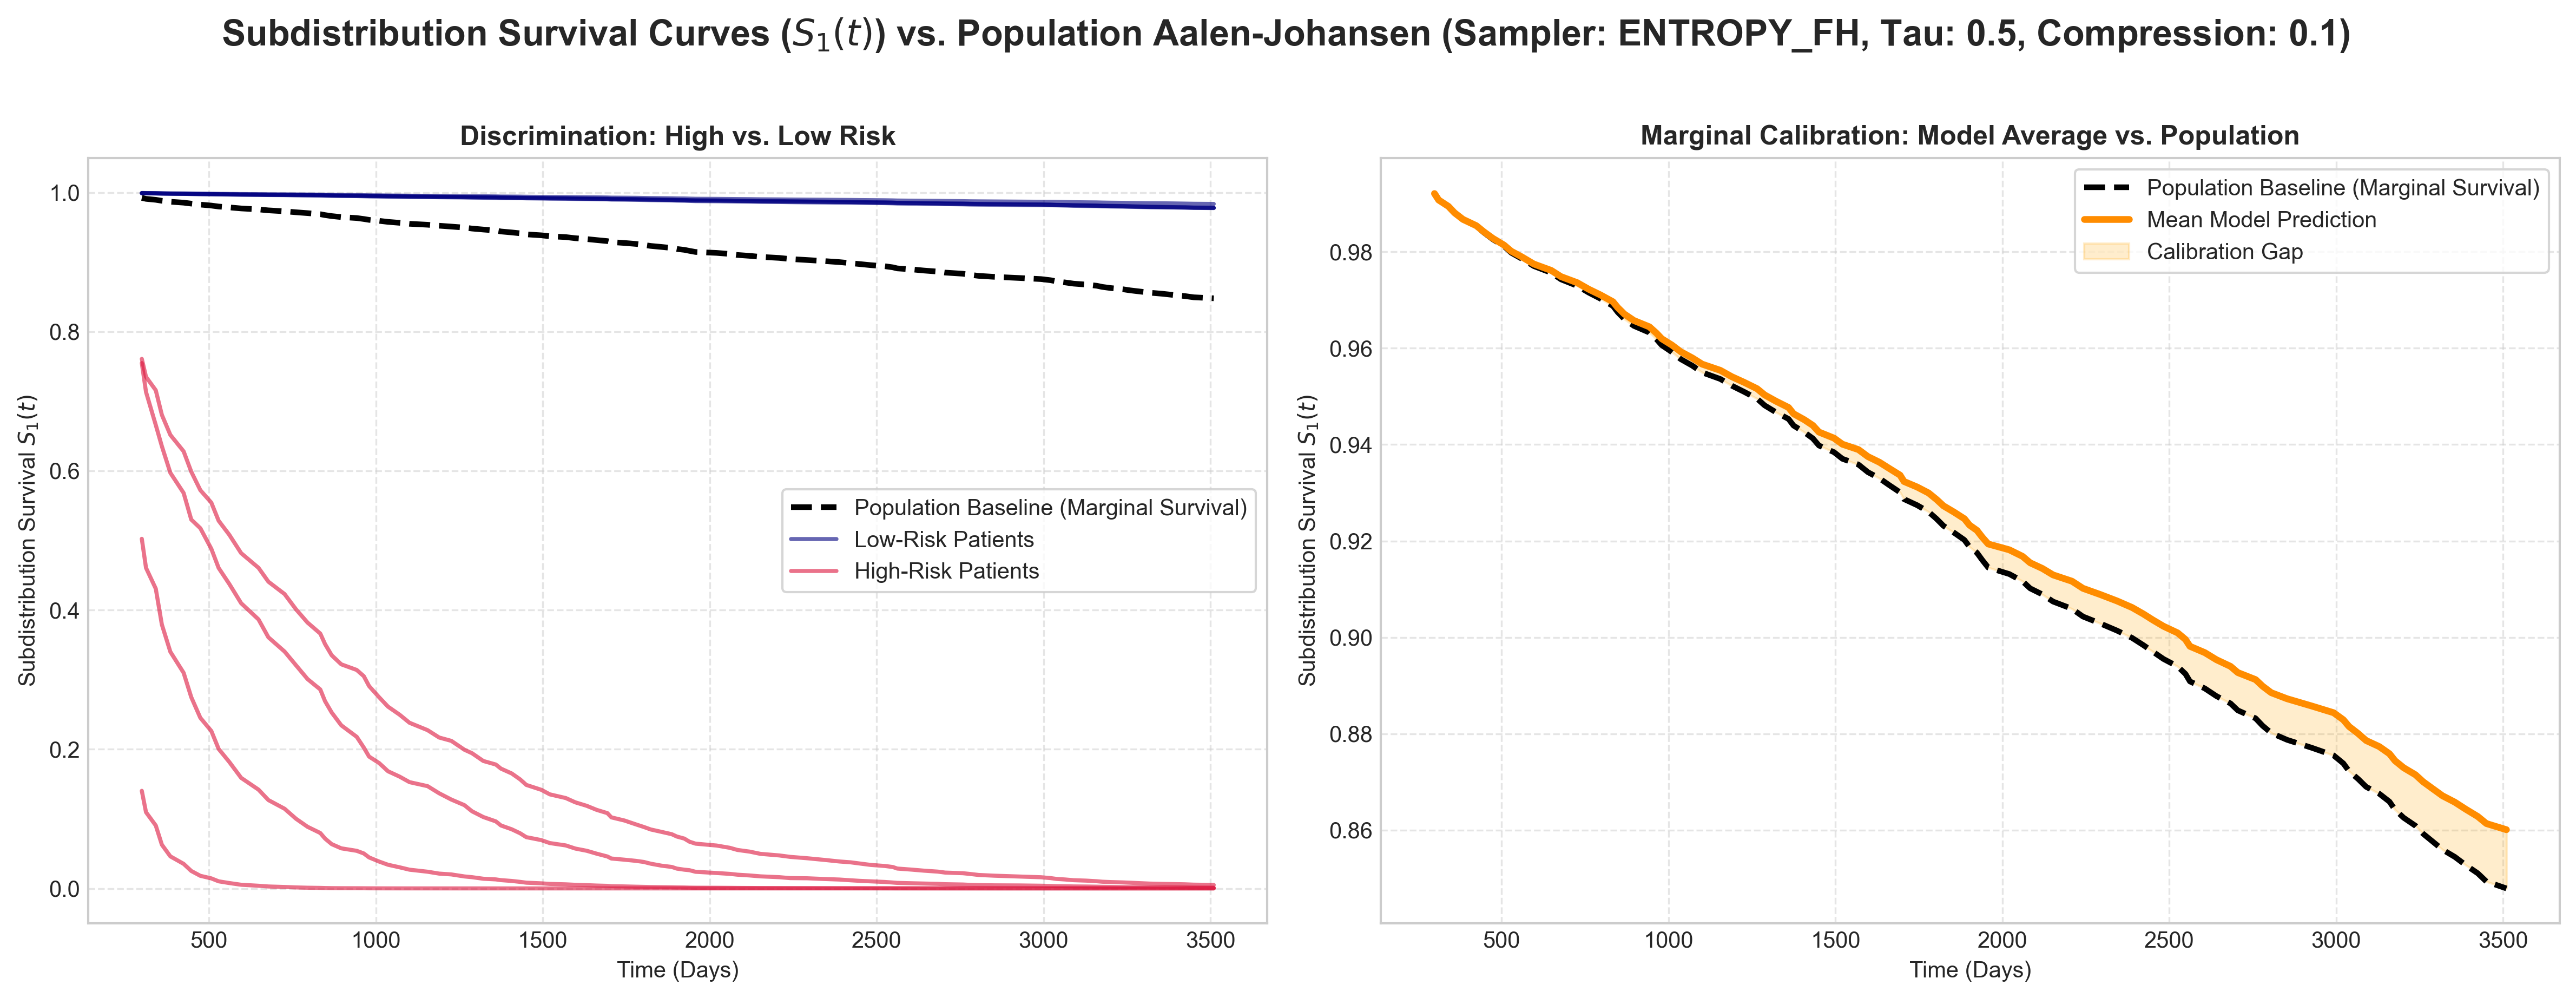 Subdistribution Survival Curves (S₁(t)) vs. Population Aalen-Johansen (Sampler: ENTROPY_FH, Tau: 0.5, Compression: 0.1)
Discrimination: High vs. Low Risk
Subdistribution Survival S₁(t)
1.0
0.8
0.6
0.4
0.2
0.0
Population Baseline (Marginal Survival)
Low-Risk Patients
High-Risk Patients
500 1000 1500 2000 2500 3000 3500
Time (Days)
Marginal Calibration: Model Average vs. Population
Subdistribution Survival S₁(t)
0.98
0.96
0.94
0.92
0.90
0.88
0.86
Population Baseline (Marginal Survival)
Mean Model Prediction
Calibration Gap
500 1000 1500 2000 2500 3000 3500
Time (Days)